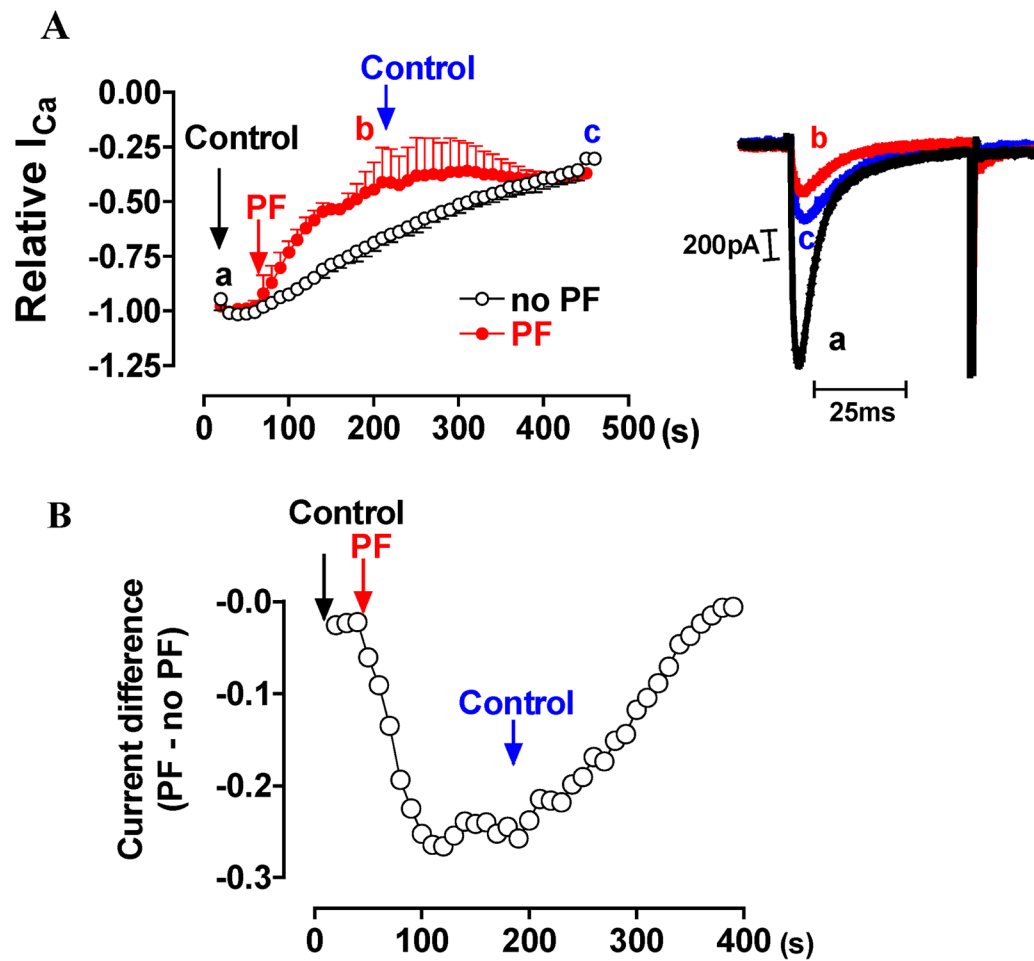 A
Control
0.00
Control
b
c
b
-0.25
Relative ICa
-0.50
PF
200pA
c
-0.75
a
no PF
a
-1.00
PF
-1.25
25ms
0 100 200 300 400 500 (s)
B
Control
PF
-0.0
Current difference
(PF - no PF)
-0.1
Control
-0.2
-0.3
0 100 200 300 400 (s)